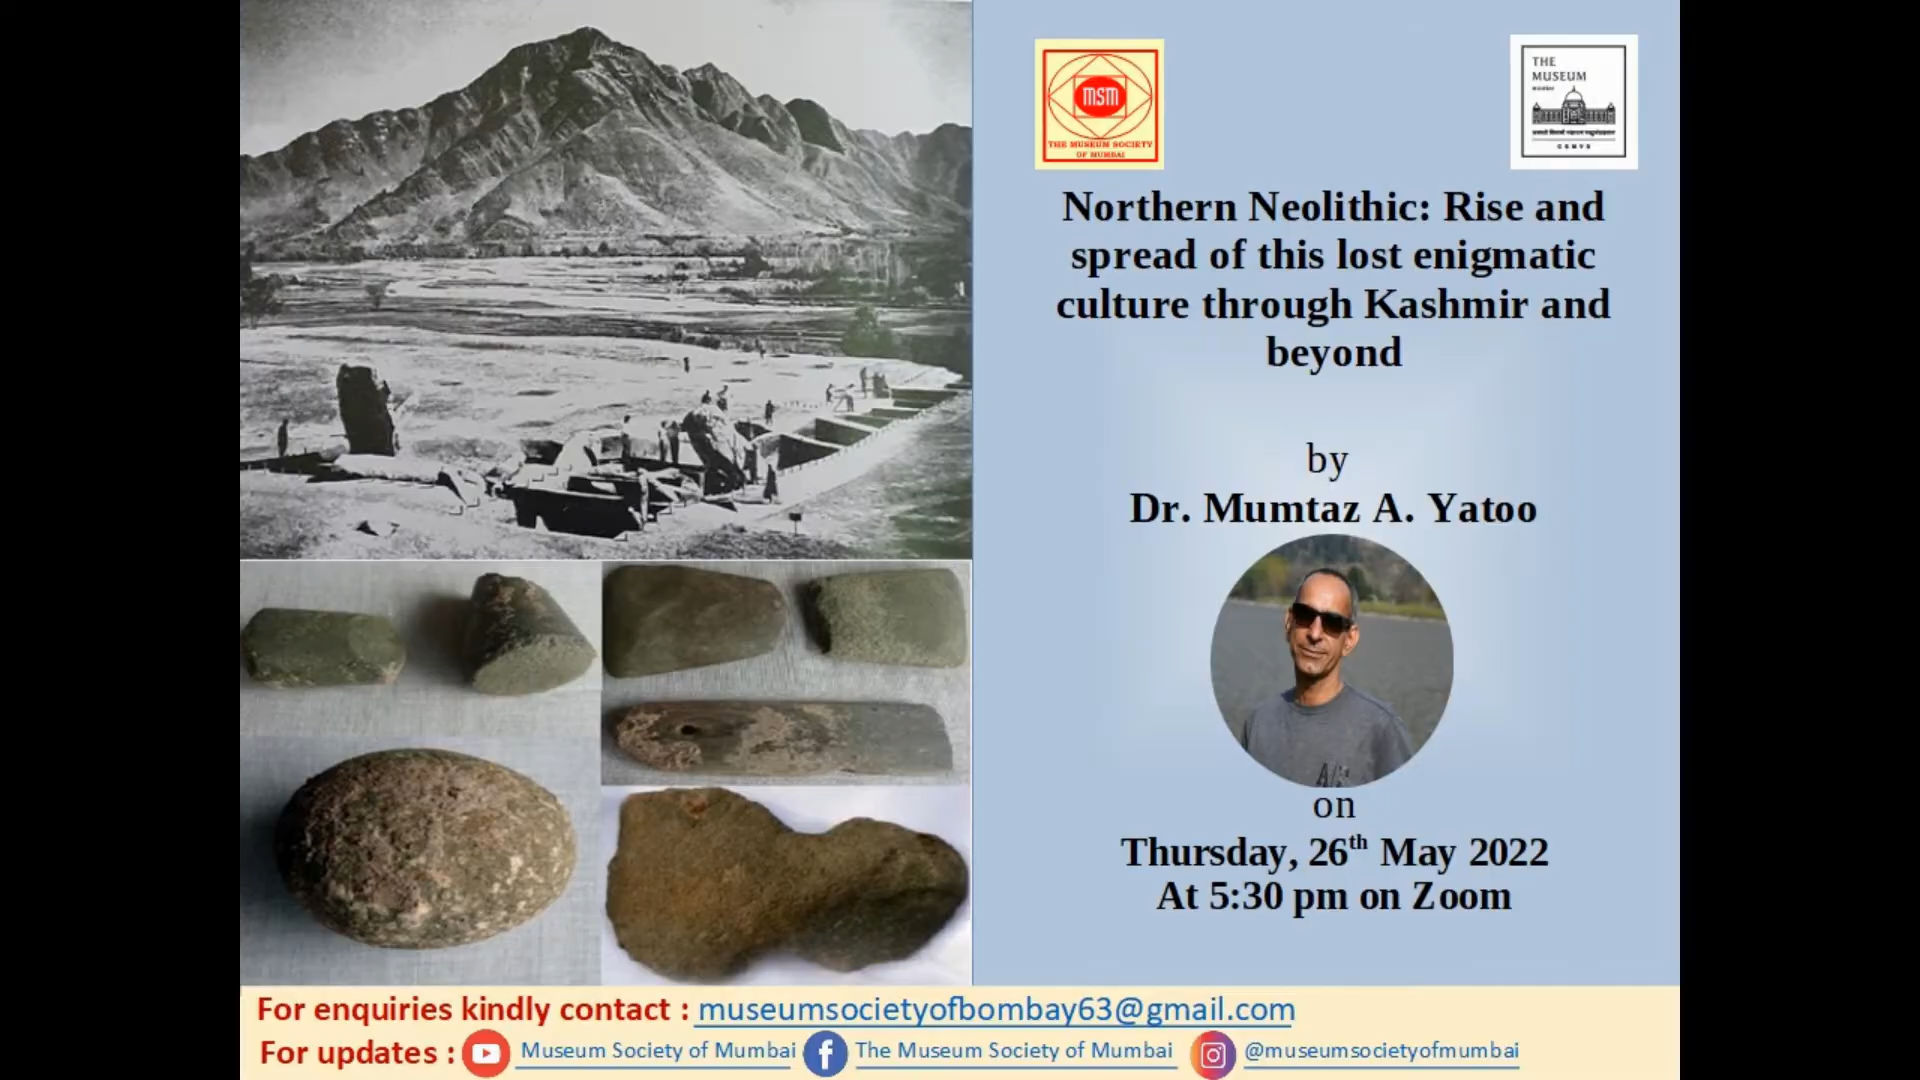 msm
THE MUSEUM SOCIETY
OF MUMBAI
THE
MUSEUM
MUMBAI
CSMVS
Northern Neolithic: Rise and
spread of this lost enigmatic
culture through Kashmir and
beyond
by
Dr. Mumtaz A. Yatoo
on
Thursday, 26th May 2022
At 5:30 pm on Zoom
For enquiries kindly contact : museumsocietyofbombay63@gmail.com
For updates : Museum Society of Mumbai The Museum Society of Mumbai @museumsocietyofmumbai